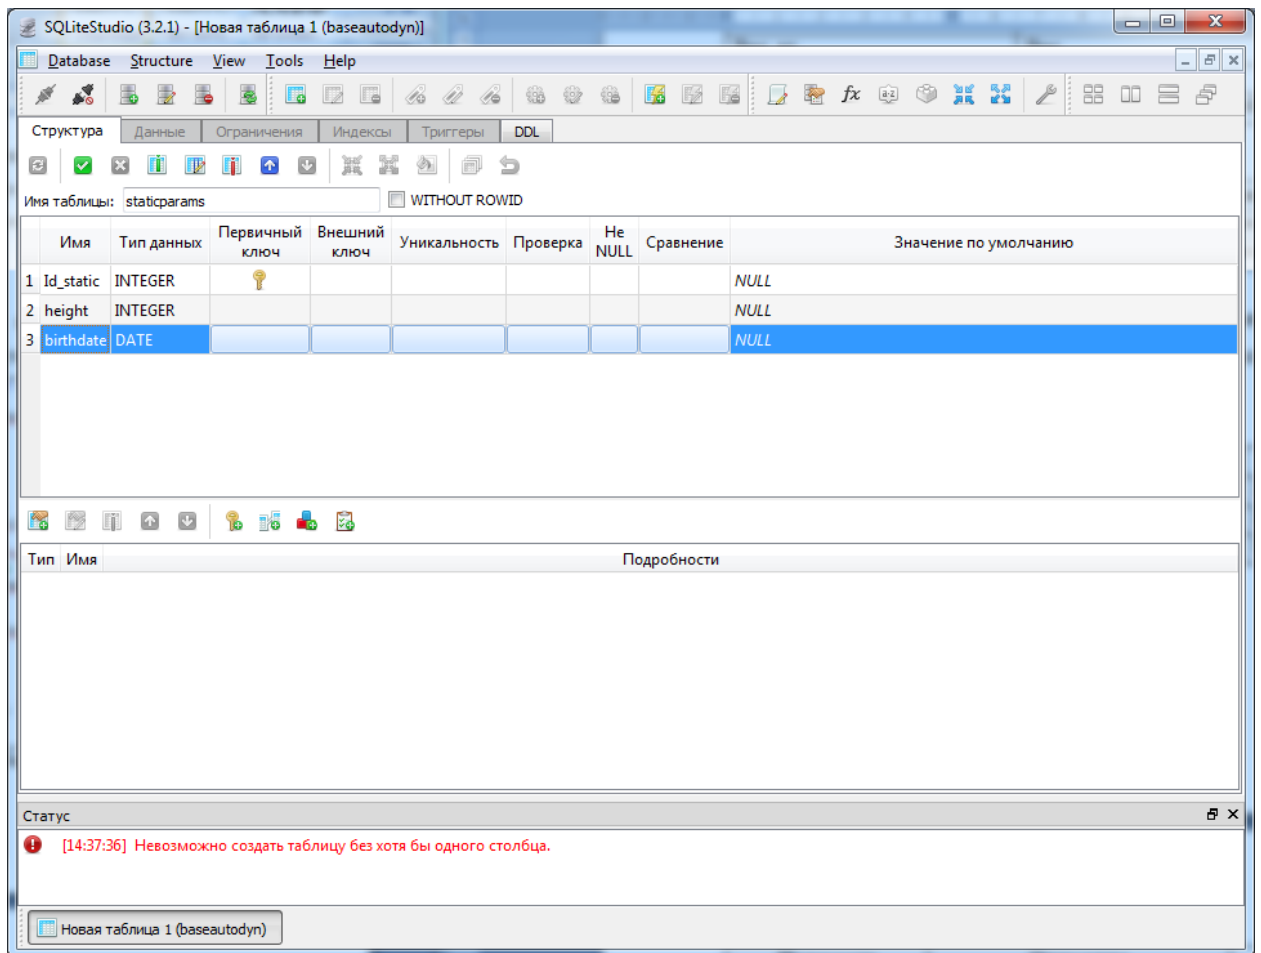 SQLiteStudio (3.2.1) - [Новая таблица 1 (baseautodyn)]
Database Structure View Tools Help
fx a-z
Структура Данные Ограничения Индексы Триггеры DDL
Имя таблицы: staticparams WITHOUT ROWID
Имя Тип данных Первичный ключ Внешний ключ Уникальность Проверка Не NULL Сравнение Значение по умолчанию
1 Id_static INTEGER NULL
2 height INTEGER NULL
3 birthdate DATE NULL
Тип Имя Подробности
Статус
[14:37:36] Невозможно создать таблицу без хотя бы одного столбца.
Новая таблица 1 (baseautodyn)